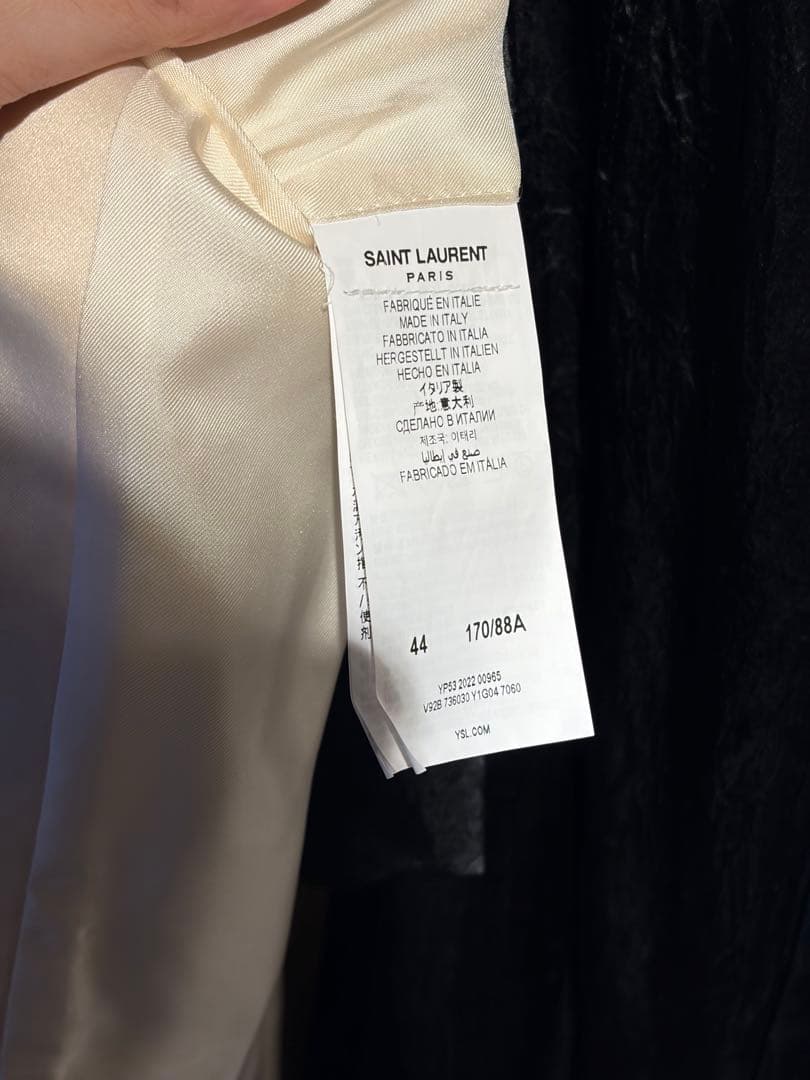 SAINT LAURENT
PARIS
FABRIQUÉ EN ITALIE
MADE IN ITALY
FABBRICATO IN ITALIA
HERGESTELLT IN ITALIEN
HECHO EN ITALIA
イタリア製
产地:意大利
СДЕЛАНО В ИТАЛИИ
제조국: 이태리
صنع في إيطاليا
FABRICADO EM ITÁLIA
44 170/88A
YP53 2022 00965
V92B 736030 Y1G04 7060
YSL.COM